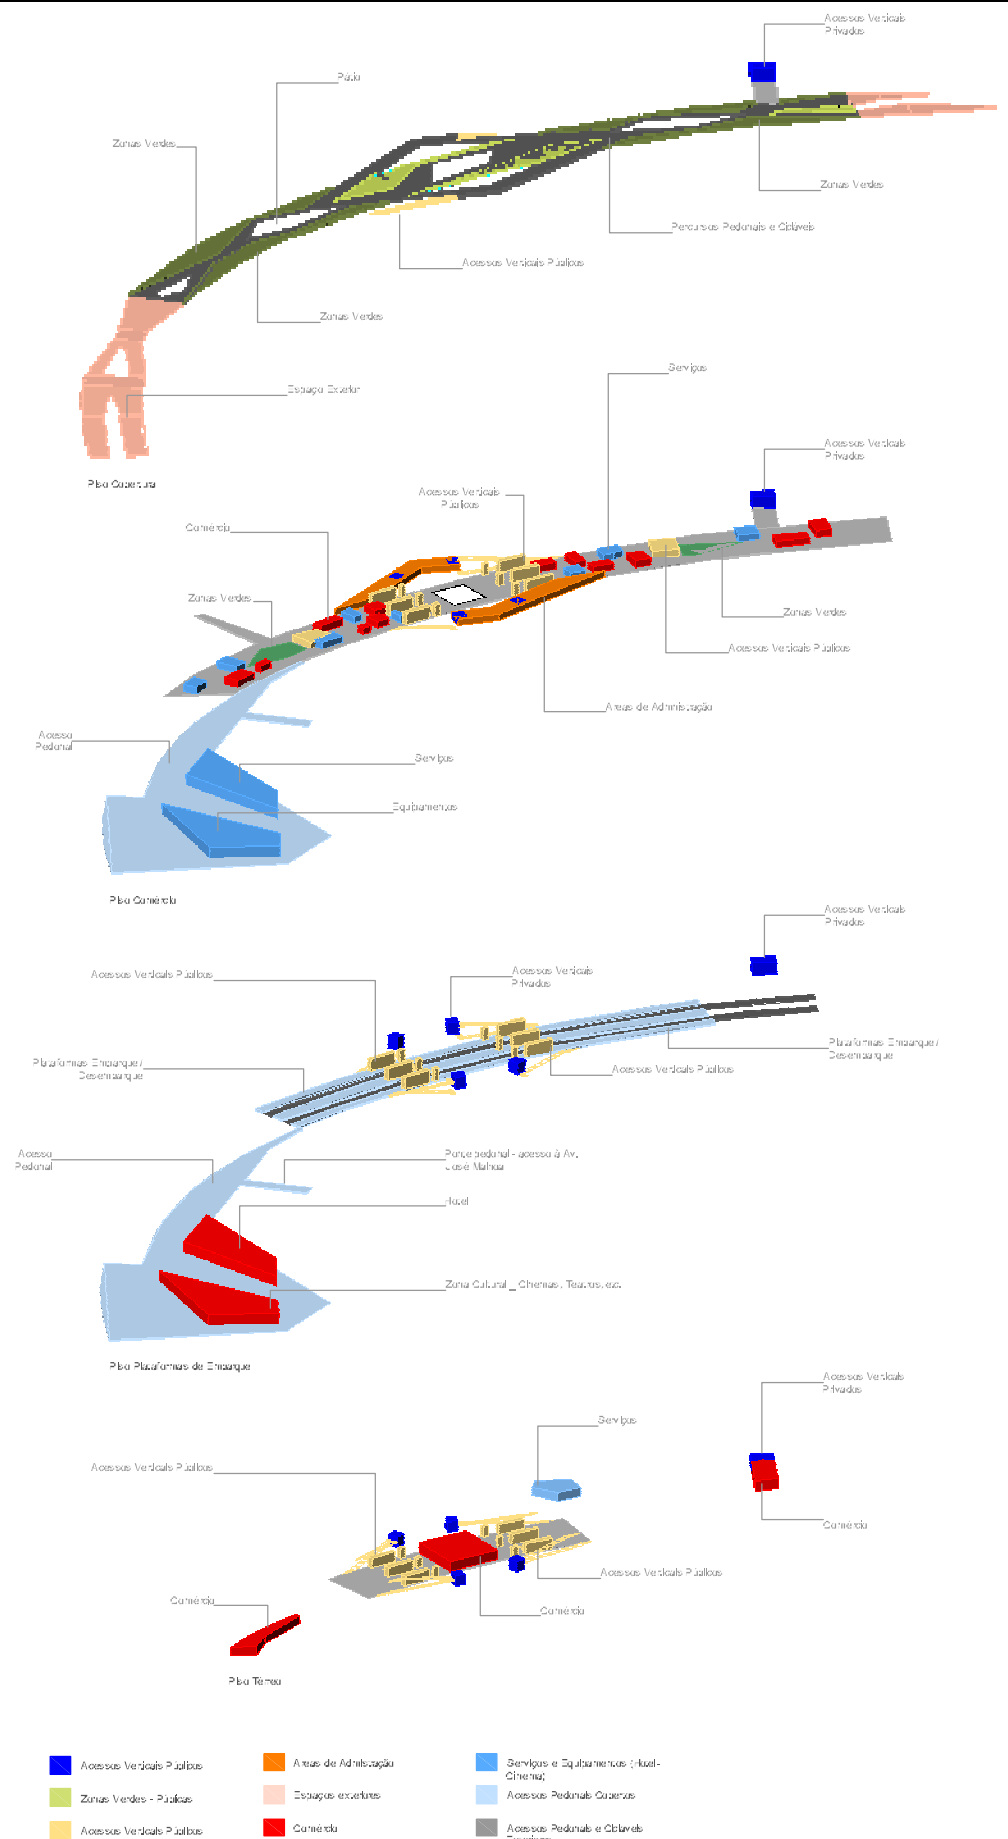 Acessos Verticais
Privados
Pátio
Zonas Verdes
Zonas Verdes
Percursos Pedonais e Cicláveis
Acessos Verticais Públicos
Zonas Verdes
Espaço Exterior
Piso Cobertura
Serviços
Acessos Verticais
Privados
Acessos Verticais
Públicos
Comércio
Zonas Verdes
Zonas Verdes
Acessos Verticais Públicos
Areas de Admnistação
Acesso
Pedonal
Serviços
Equipamentos
Piso Comércio
Acessos Verticais
Privados
Acessos Verticais Públicos
Acessos Verticais
Privados
Plataformas Embarque/
Desembarque
Plataformas Embarque/
Desembarque
Acessos Verticais Públicos
Acesso
Pedonal
Ponte pedonal - acesso à Av.
José Malhoa
Hotel
Zona Cultural _ Cinemas, Teatros, etc.
Piso Plataformas de Embarque
Acessos Verticais
Privados
Serviços
Acessos Verticais Públicos
Comércio
Acessos Verticais Públicos
Comércio
Comércio
Piso Térreo
Acessos Verticais Públicos
Areas de Admistação
Serviços e Equipamentos (Hotel-
Cinema)
Zonas Verdes - Públicas
Espaços exteriores
Acessos Pedonais Cobertos
Acessos Verticais Públicos
Comércio
Acessos Pedonais e Cicláveis